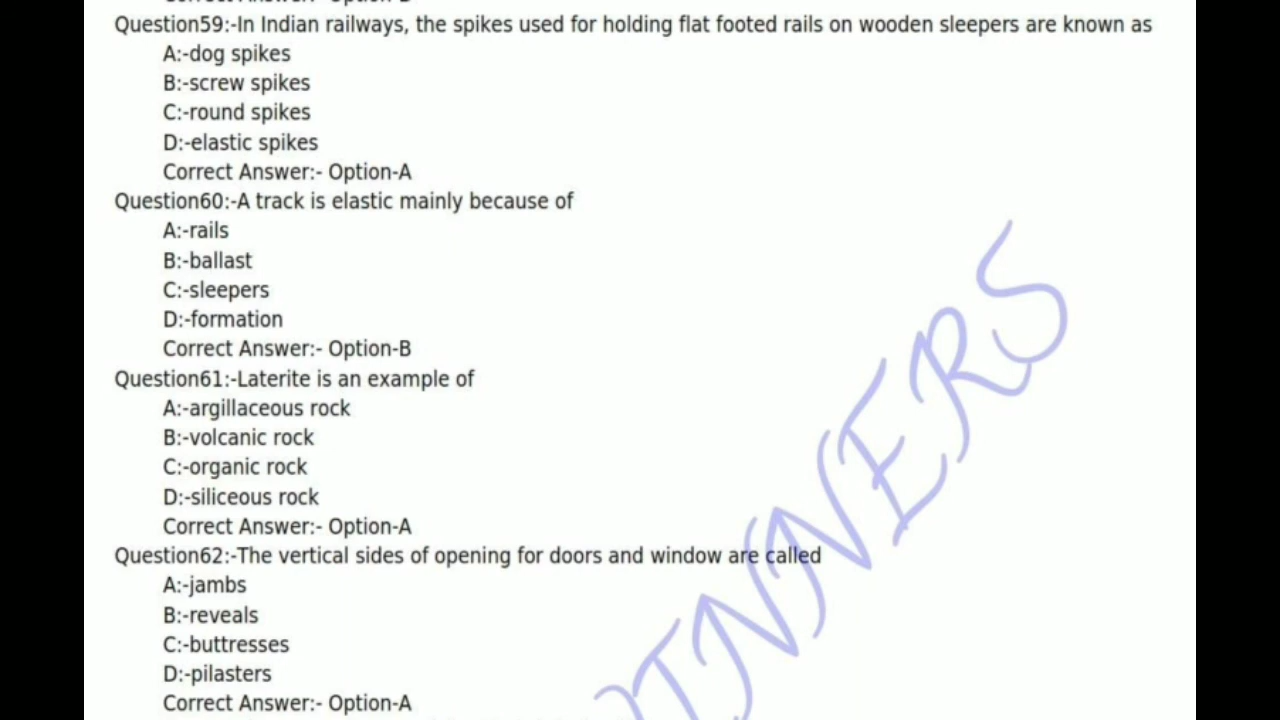 Question59:-In Indian railways, the spikes used for holding flat footed rails on wooden sleepers are known as
A:-dog spikes
B:-screw spikes
C:-round spikes
D:-elastic spikes
Correct Answer:- Option-A
Question60:-A track is elastic mainly because of
A:-rails
B:-ballast
C:-sleepers
D:-formation
Correct Answer:- Option-B
Question61:-Laterite is an example of
A:-argillaceous rock
B:-volcanic rock
C:-organic rock
D:-siliceous rock
Correct Answer:- Option-A
Question62:-The vertical sides of opening for doors and window are called
A:-jambs
B:-reveals
C:-buttresses
D:-pilasters
Correct Answer:- Option-A